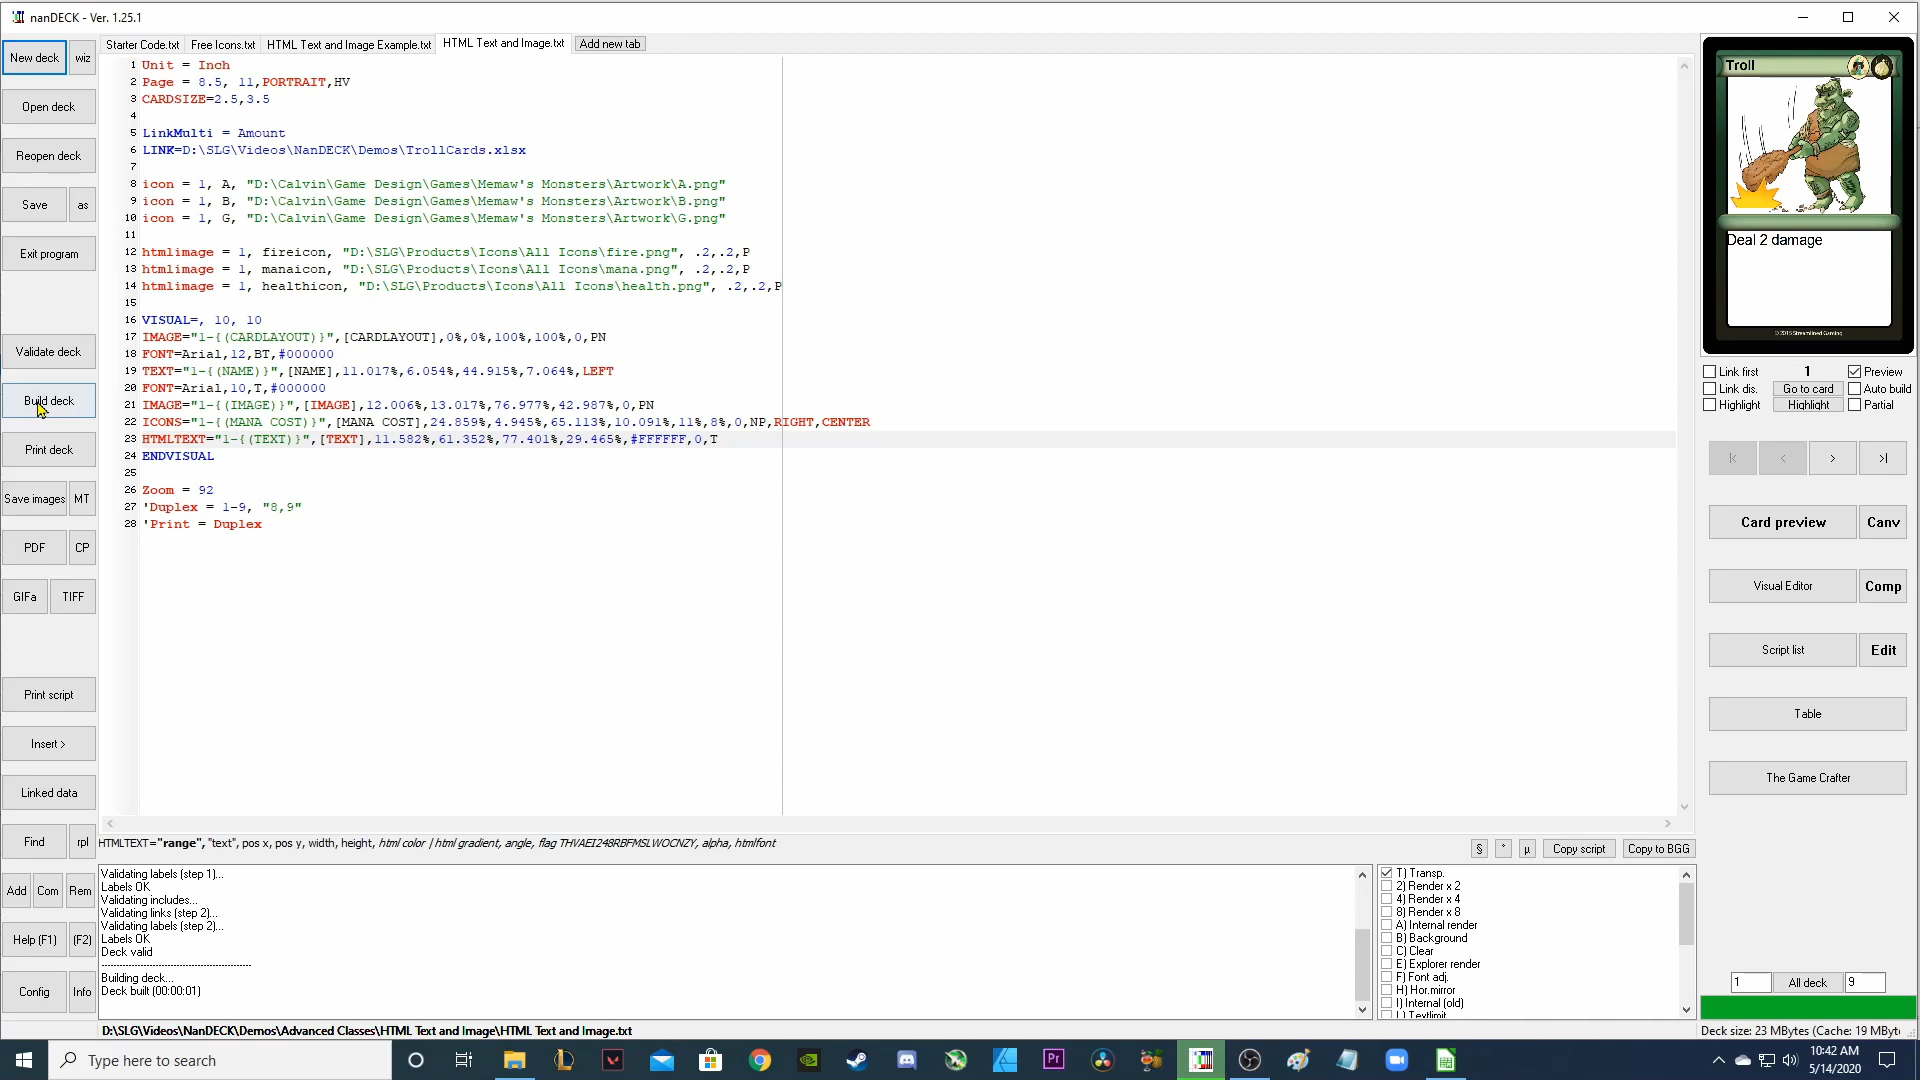 nanDECK - Ver. 1.25.1
New deck wiz
Open deck
Reopen deck
Save as
Exit program
Validate deck
Build deck
Print deck
Save images MT
PDF CP
GIFa TIFF
Print script
Insert >
Linked data
Find rpl
Add Com Rem
Help (F1) (F2)
Config Info
Starter Code.txt Free Icons.txt HTML Text and Image Example.txt HTML Text and Image.txt Add new tab
1 Unit = Inch
2 Page = 8.5, 11,PORTRAIT,HV
3 CARDSIZE=2.5,3.5
4
5 LinkMulti = Amount
6 LINK=D:\SLG\Videos\NanDECK\Demos\TrollCards.xlsx
7
8 icon = 1, A, "D:\Calvin\Game Design\Games\Memaw's Monsters\Artwork\A.png"
9 icon = 1, B, "D:\Calvin\Game Design\Games\Memaw's Monsters\Artwork\B.png"
10 icon = 1, G, "D:\Calvin\Game Design\Games\Memaw's Monsters\Artwork\G.png"
11
12 htmlimage = 1, fireicon, "D:\SLG\Products\Icons\All Icons\fire.png", .2,.2,P
13 htmlimage = 1, manaicon, "D:\SLG\Products\Icons\All Icons\mana.png", .2,.2,P
14 htmlimage = 1, healthicon, "D:\SLG\Products\Icons\All Icons\health.png", .2,.2,P
15
16 VISUAL=, 10, 10
17 IMAGE="1-{(CARDLAYOUT)}",[CARDLAYOUT],0%,0%,100%,100%,0,PN
18 FONT=Arial,12,BT,#000000
19 TEXT="1-{(NAME)}",[NAME],11.017%,6.054%,44.915%,7.064%,LEFT
20 FONT=Arial,10,T,#000000
21 IMAGE="1-{(IMAGE)}",[IMAGE],12.006%,13.017%,76.977%,42.987%,0,PN
22 ICONS="1-{(MANA COST)}",[MANA COST],24.859%,4.945%,65.113%,10.091%,11%,8%,0,NP,RIGHT,CENTER
23 HTMLTEXT="1-{(TEXT)}",[TEXT],11.582%,61.352%,77.401%,29.465%,#FFFFFF,0,T
24 ENDVISUAL
25
26 Zoom = 92
27 'Duplex = 1-9, "8,9"
28 'Print = Duplex
HTMLTEXT="range", "text", pos x, pos y, width, height, html color | html gradient, angle, flag THVAEI248RBFMSLWOCNZY, alpha, htmlfont
§ ° µ Copy script Copy to BGG
Validating labels (step 1)...
Labels OK
Validating includes...
Validating links (step 2)...
Validating labels (step 2)...
Labels OK
Deck valid
Building deck...
Deck built (00:00:01)
T) Transp.
2) Render x 2
4) Render x 4
8) Render x 8
A) Internal render
B) Background
C) Clear
E) Explorer render
F) Font adj.
H) Hor.mirror
I) Internal (old)
L) Textlimit
D:\SLG\Videos\NanDECK\Demos\Advanced Classes\HTML Text and Image\HTML Text and Image.txt
Troll
Deal 2 damage
Link first 1 Preview
Link dis. Go to card Auto build
Highlight Highlight Partial
|< < > >|
Card preview Canv
Visual Editor Comp
Script list Edit
Table
The Game Crafter
1 All deck 9
Deck size: 23 MBytes (Cache: 19 MByt
Type here to search
10:42 AM
5/14/2020